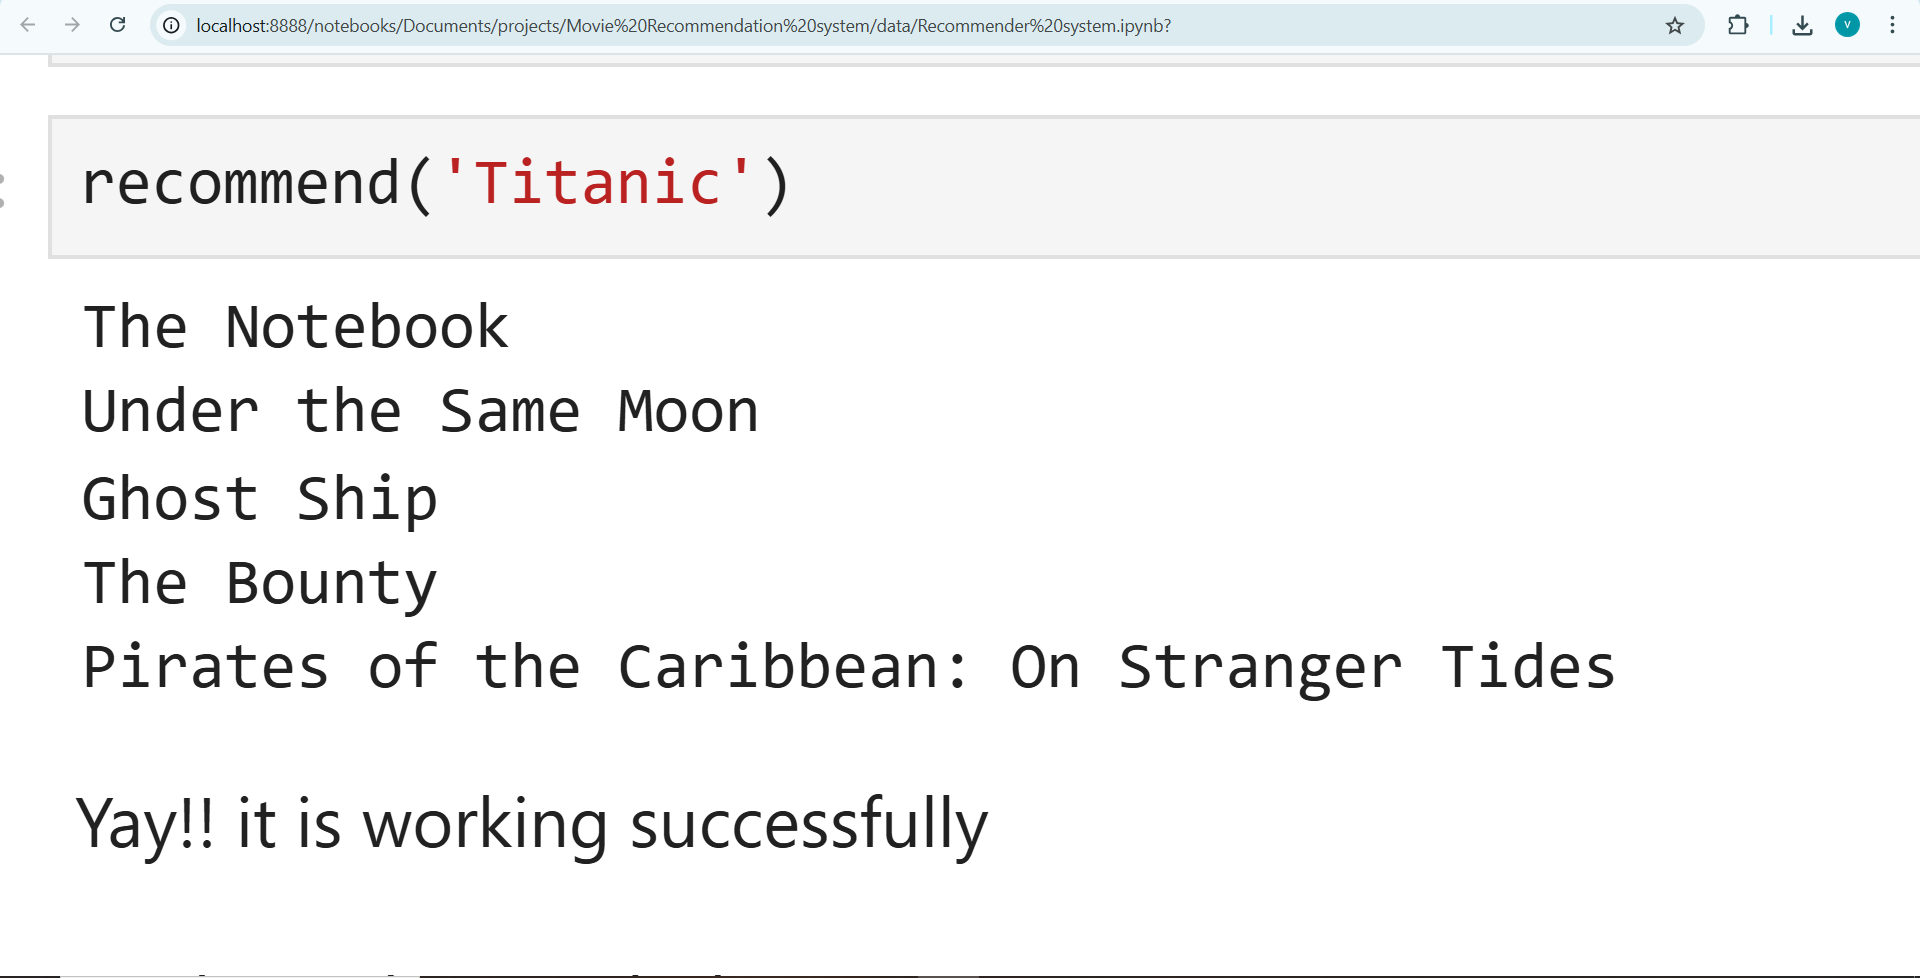 localhost:8888/notebooks/Documents/projects/Movie%20Recommendation%20system/data/Recommender%20system.ipynb?
V
recommend('Titanic')
The Notebook
Under the Same Moon
Ghost Ship
The Bounty
Pirates of the Caribbean: On Stranger Tides
Yay!! it is working successfully